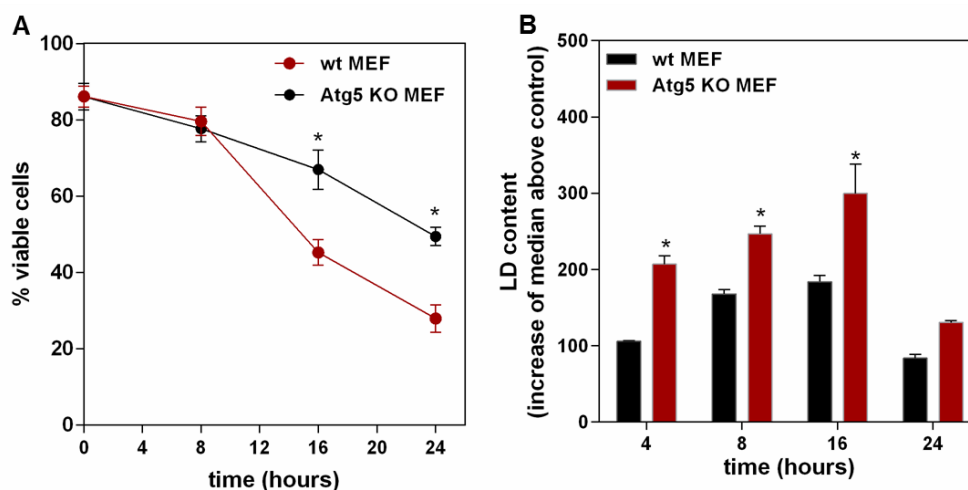 A
% viable cells
100
80
60
40
20
0
wt MEF
Atg5 KO MEF
*
*
0 4 8 12 16 20 24
time (hours)
B
LD content
(increase of median above control)
500
400
300
200
100
0
wt MEF
Atg5 KO MEF
*
*
*
4 8 16 24
time (hours)